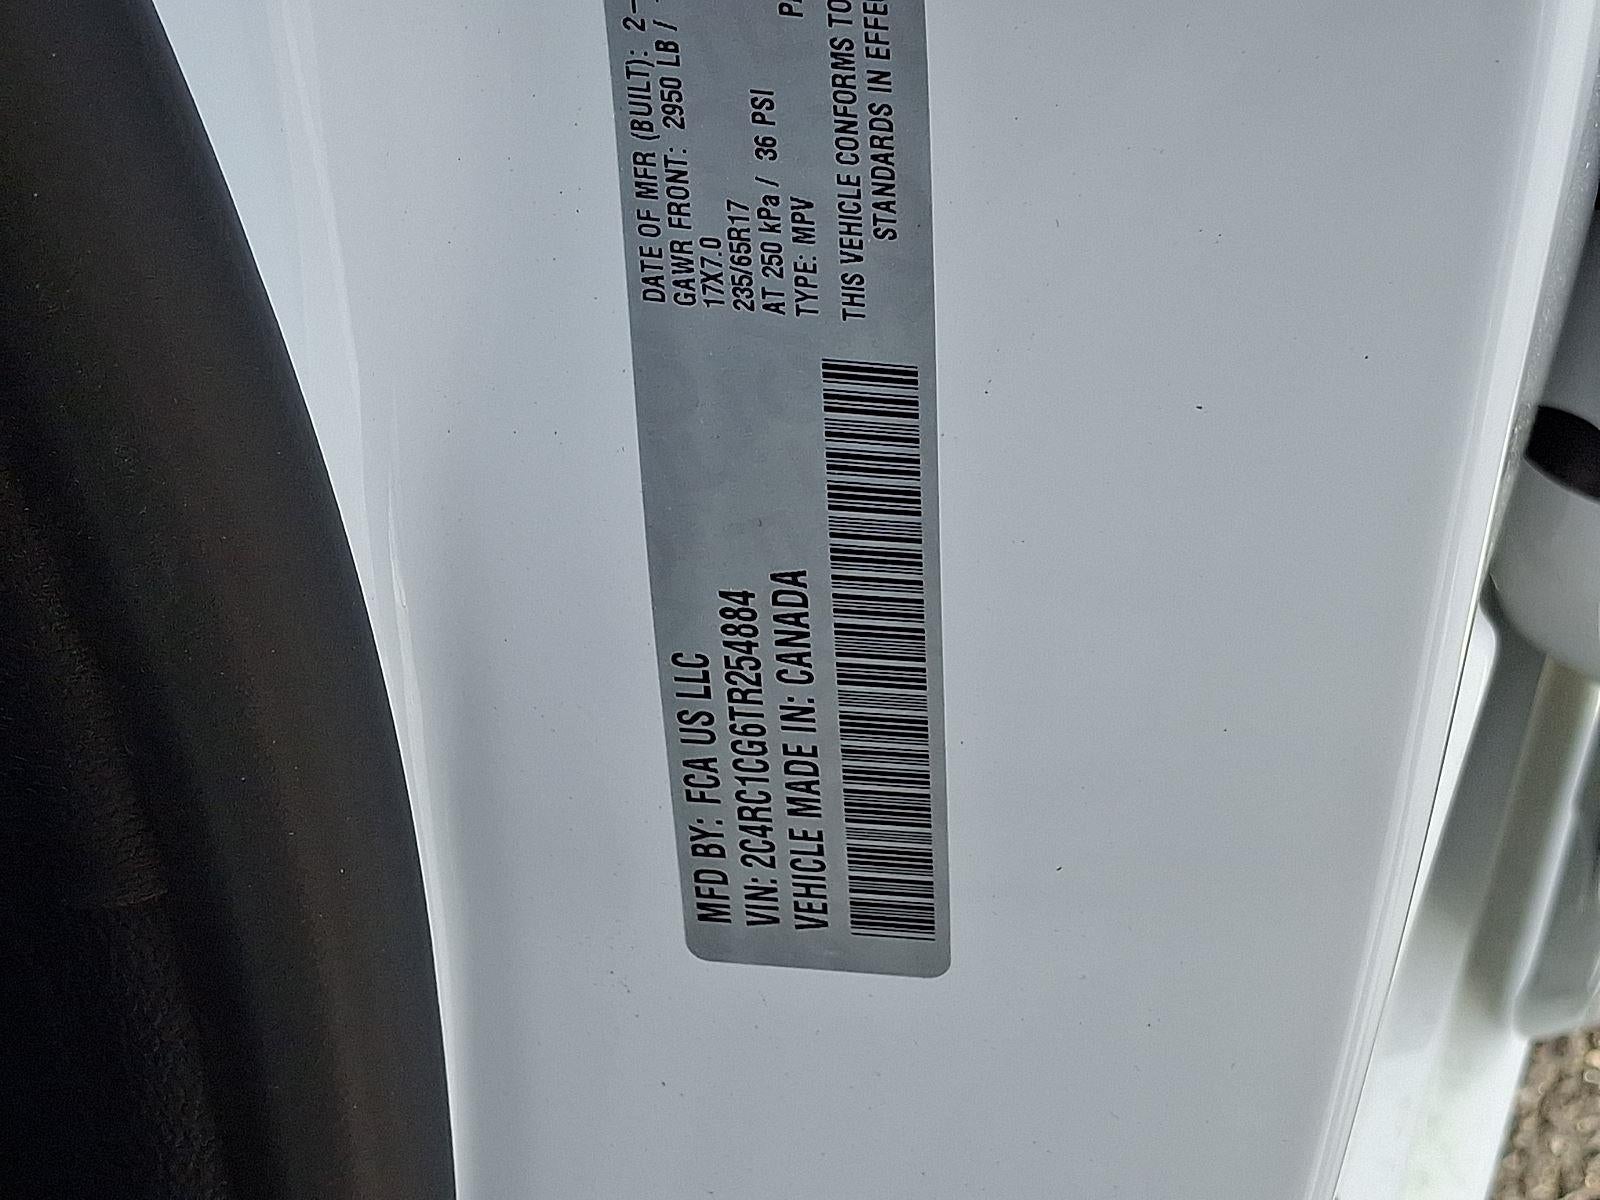 MFD BY: FCA US LLC
VIN: 2C4RC1CG6TR254884
VEHICLE MADE IN: CANADA
DATE OF MFR (BUILT): 2-
GAWR FRONT: 2950 LB /
17X7.0
235/65R17
AT 250 kPa / 36 PSI
TYPE: MPV
THIS VEHICLE CONFORMS TO
STANDARDS IN EFFE